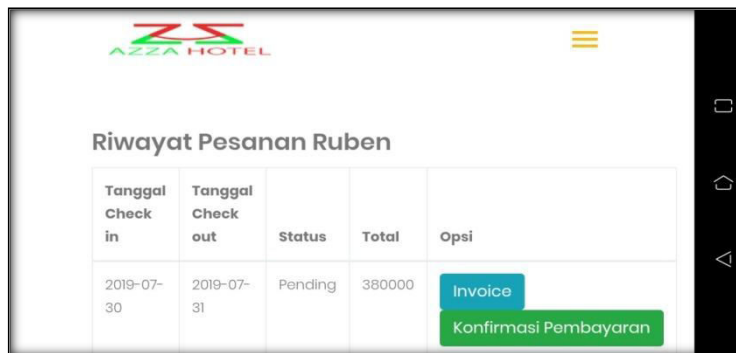 AZZA HOTEL
Riwayat Pesanan Ruben
Tanggal Check in
Tanggal Check out
Status
Total
Opsi
2019-07-30
2019-07-31
Pending
380000
Invoice
Konfirmasi Pembayaran